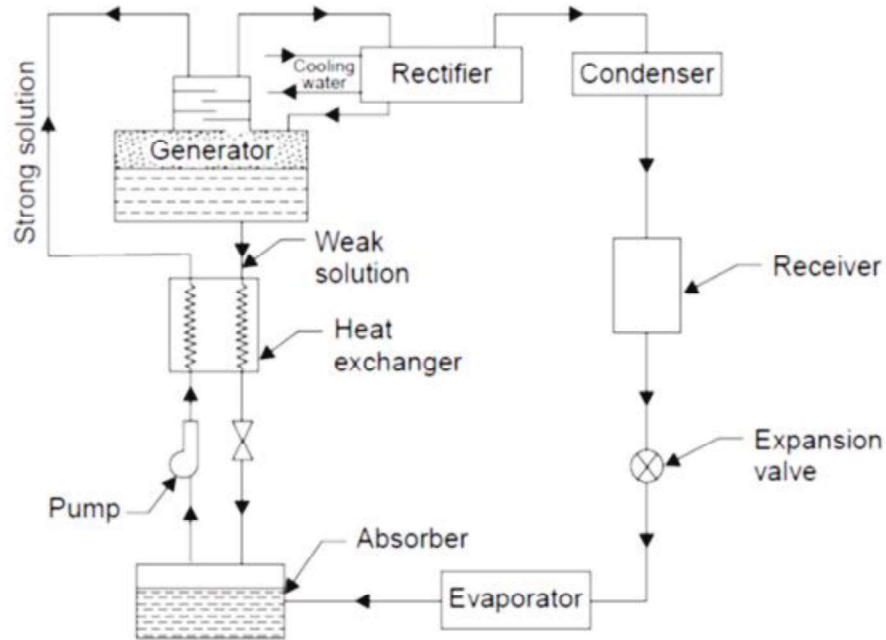 Strong solution
Cooling
water
Rectifier
Condenser
Generator
Weak
solution
Receiver
Heat
exchanger
Expansion
valve
Pump
Absorber
Evaporator